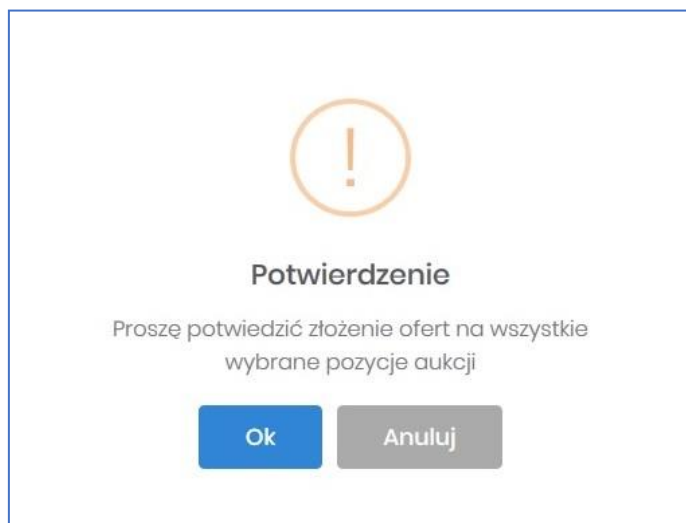 Potwierdzenie
Proszę potwiedzić złożenie ofert na wszystkie
wybrane pozycje aukcji
Ok
Anuluj